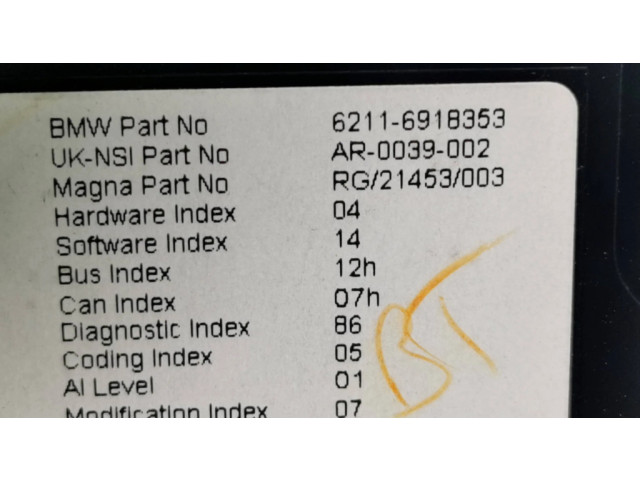 BMW Part No 6211-6918353
UK-NSI Part No AR-0039-002
Magna Part No RG/21453/003
Hardware Index 04
Software Index 14
Bus Index 12h
Can Index 07h
Diagnostic Index 86
Coding Index 05
AI Level 01
Modification Index 07